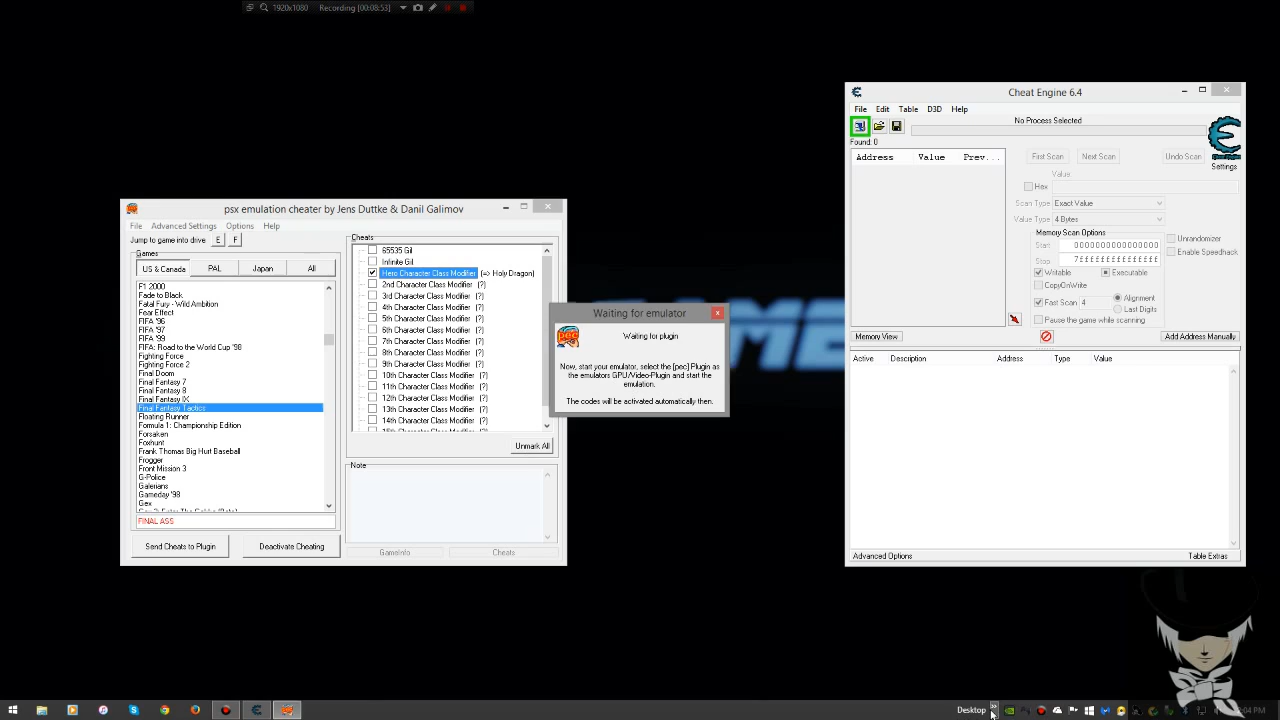 1920x1080 Recording [00:08:53]
psx emulation cheater by Jens Duttke & Danil Galimov
File Advanced Settings Options Help
Jump to game into drive: E F
Games
US & Canada PAL Japan All
F1 2000
Fade to Black
Fatal Fury - Wild Ambition
Fear Effect
FIFA '96
FIFA '97
FIFA '98
FIFA '99
FIFA: Road to the World Cup '98
Fighting Force
Fighting Force 2
Final Doom
Final Fantasy 7
Final Fantasy 8
Final Fantasy IX
Final Fantasy Tactics
Floating Runner
Formula 1: Championship Edition
Forsaken
Foxhunt
Frank Thomas Big Hurt Baseball
Frogger
Front Mission 3
G-Police
Galerians
Gameday '98
Gex
FINAL ASS
Send Cheats to Plugin Deactivate Cheating
Cheats
65535 Gil
Infinite Gil
Hero Character Class Modifier (=> Holy Dragon)
2nd Character Class Modifier (?)
3rd Character Class Modifier (?)
4th Character Class Modifier (?)
5th Character Class Modifier (?)
6th Character Class Modifier (?)
7th Character Class Modifier (?)
8th Character Class Modifier (?)
9th Character Class Modifier (?)
10th Character Class Modifier (?)
11th Character Class Modifier (?)
12th Character Class Modifier (?)
13th Character Class Modifier (?)
14th Character Class Modifier (?)
15th Character Class Modifier (?)
Unmark All
Note
GameInfo Cheats
Waiting for emulator
pec
Waiting for plugin
Now, start your emulator, select the [pec] Plugin as
the emulators GPU/Video-Plugin and start the
emulation.
The codes will be activated automatically then.
Cheat Engine 6.4
File Edit Table D3D Help
No Process Selected
Found: 0
Address Value Prev...
First Scan Next Scan Undo Scan
Settings
Value:
Hex
Scan Type Exact Value
Value Type 4 Bytes
Memory Scan Options
Start 0000000000000000
Stop 7fffffffffffffff
Unrandomizer
Enable Speedhack
Writable Executable
CopyOnWrite
Fast Scan 4 Alignment
Last Digits
Pause the game while scanning
Memory View Add Address Manually
Active Description Address Type Value
Advanced Options Table Extras
Desktop